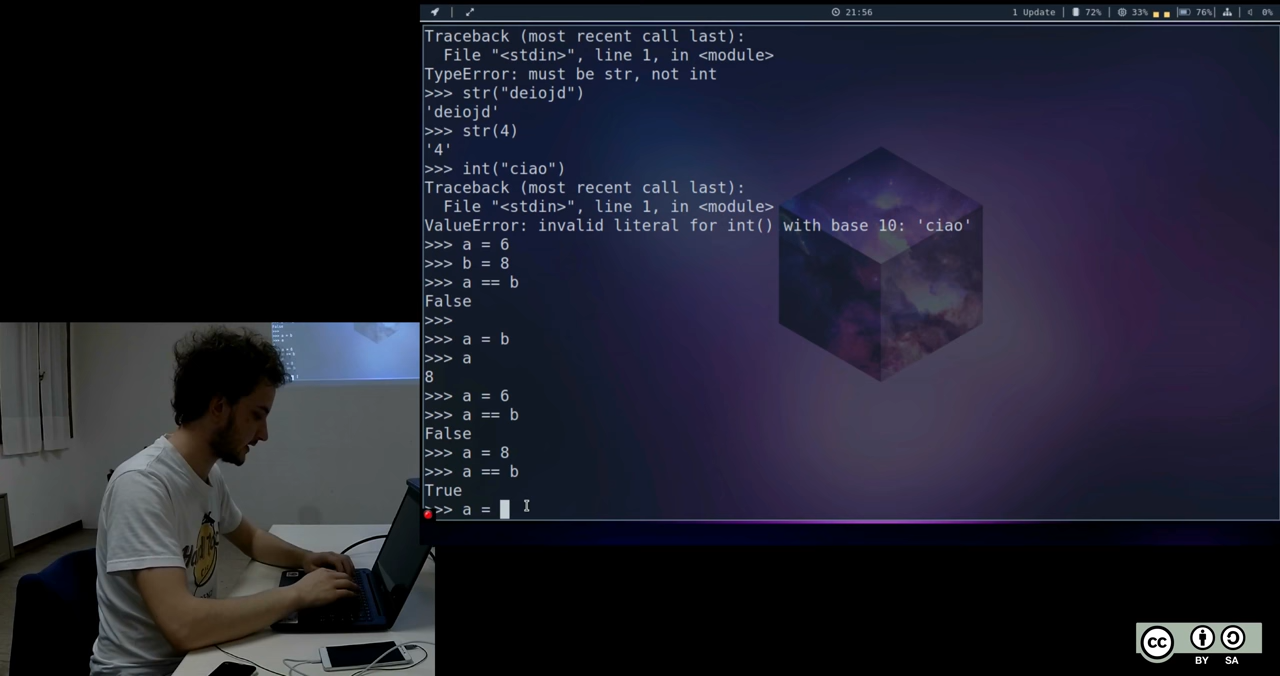 21:56
1 Update 72% 33% 76% 0%
Traceback (most recent call last):
  File "<stdin>", line 1, in <module>
TypeError: must be str, not int
>>> str("deiojd")
'deiojd'
>>> str(4)
'4'
>>> int("ciao")
Traceback (most recent call last):
  File "<stdin>", line 1, in <module>
ValueError: invalid literal for int() with base 10: 'ciao'
>>> a = 6
>>> b = 8
>>> a == b
False
>>>
>>> a = b
>>> a
8
>>> a = 6
>>> a == b
False
>>> a = 8
>>> a == b
True
>>> a =
cc
BY SA